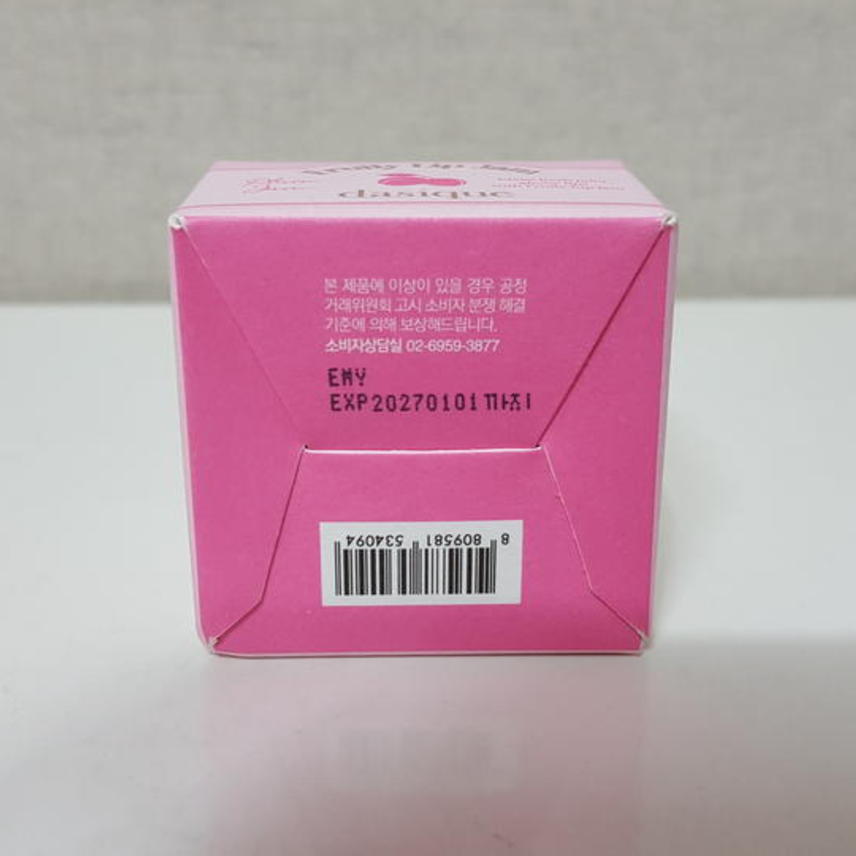 Fruity Lip Jam
dasique
본 제품에 이상이 있을 경우 공정
거래위원회 고시 소비자 분쟁 해결
기준에 의해 보상해드립니다.
소비자상담실 02-6959-3877
EMY
EXP20270101까지
8 809581 534094